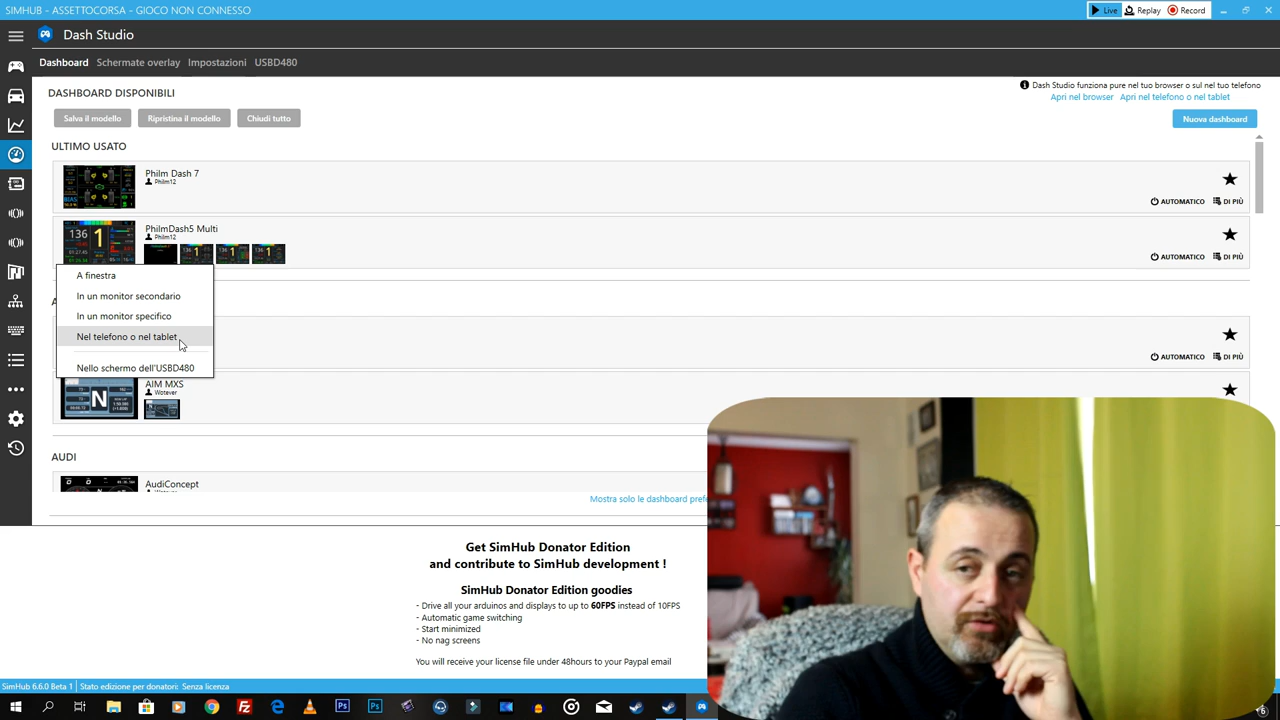 SIMHUB - ASSETTOCORSA - GIOCO NON CONNESSO
Live Replay Record
Dash Studio
Dashboard Schermate overlay Impostazioni USBD480
DASHBOARD DISPONIBILI
Dash Studio funziona pure nel tuo browser o sul nel tuo telefono
Apri nel browser Apri nel telefono o nel tablet
Salva il modello Ripristina il modello Chiudi tutto
Nuova dashboard
ULTIMO USATO
Philm Dash 7
Philm12
AUTOMATICO DI PIÙ
PhilmDash5 Multi
Philm12
AUTOMATICO DI PIÙ
A finestra
In un monitor secondario
In un monitor specifico
Nel telefono o nel tablet
Nello schermo dell'USBD480
AUTOMATICO DI PIÙ
AIM MXS
Wotever
AUDI
AudiConcept
Mostra solo le dashboard prefe
Get SimHub Donator Edition
and contribute to SimHub development !
SimHub Donator Edition goodies
- Drive all your arduinos and displays to up to 60FPS instead of 10FPS
- Automatic game switching
- Start minimized
- No nag screens
You will receive your license file under 48hours to your Paypal email
SimHub 6.6.0 Beta 1 Stato edizione per donatori: Senza licenza